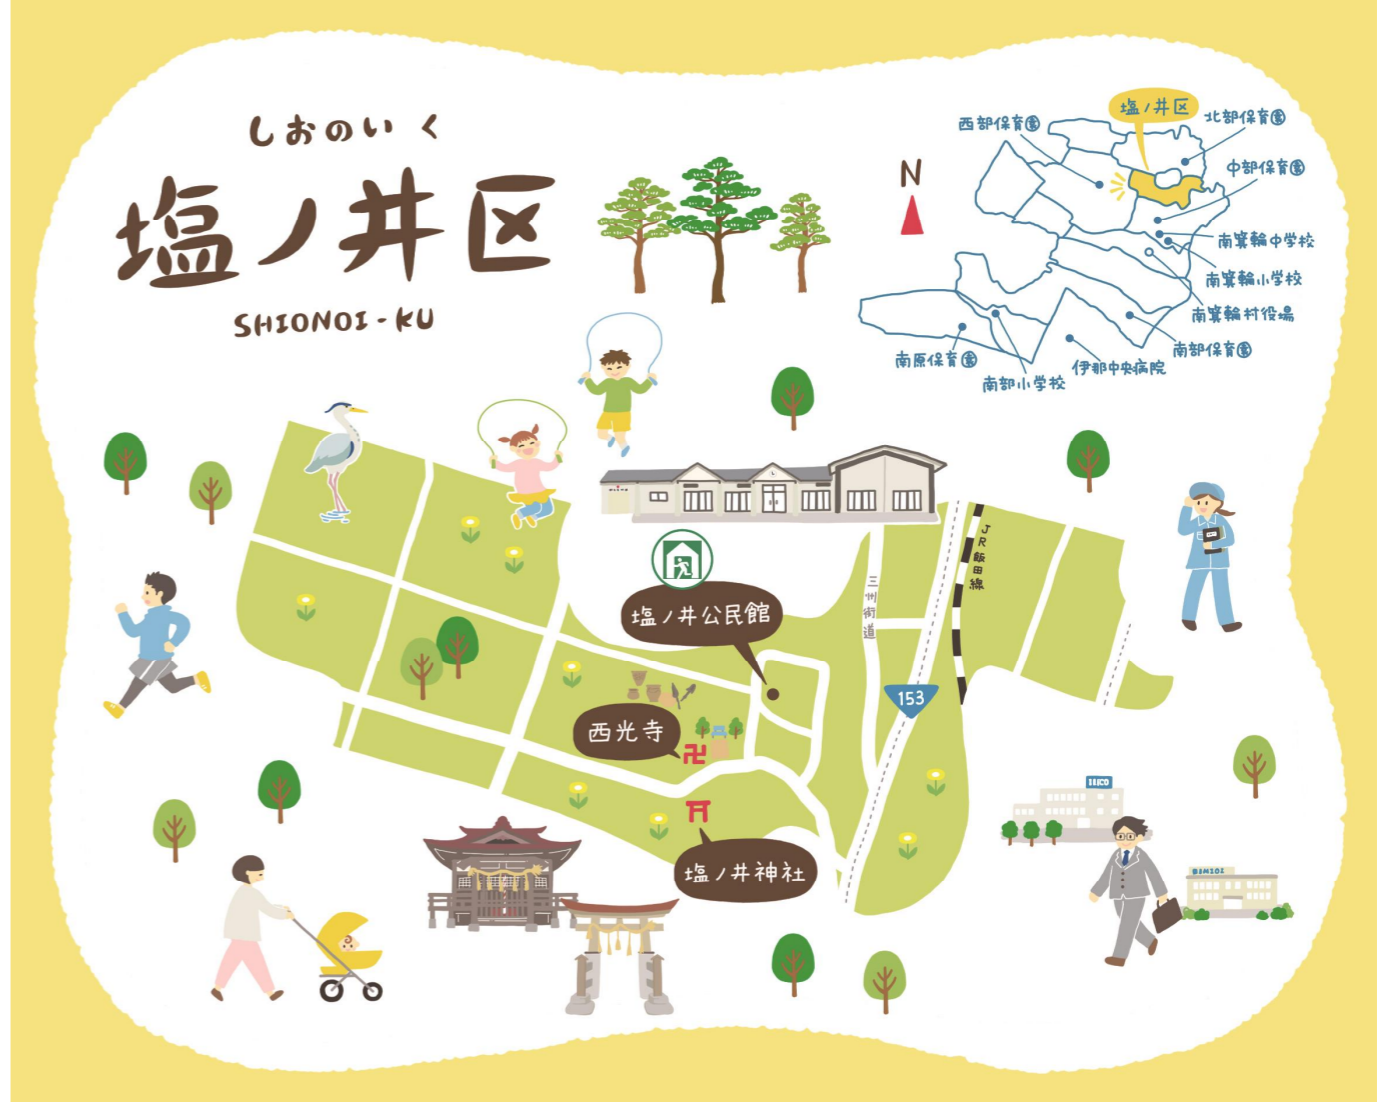 しおのいく
塩ノ井区
SHIONOI-KU
N
塩ノ井区
西部保育園
北部保育園
中部保育園
南箕輪中学校
南箕輪小学校
南箕輪村役場
南部保育園
伊那中央病院
南部小学校
南原保育園
JR飯田線
三州街道
塩ノ井公民館
153
西光寺
塩ノ井神社